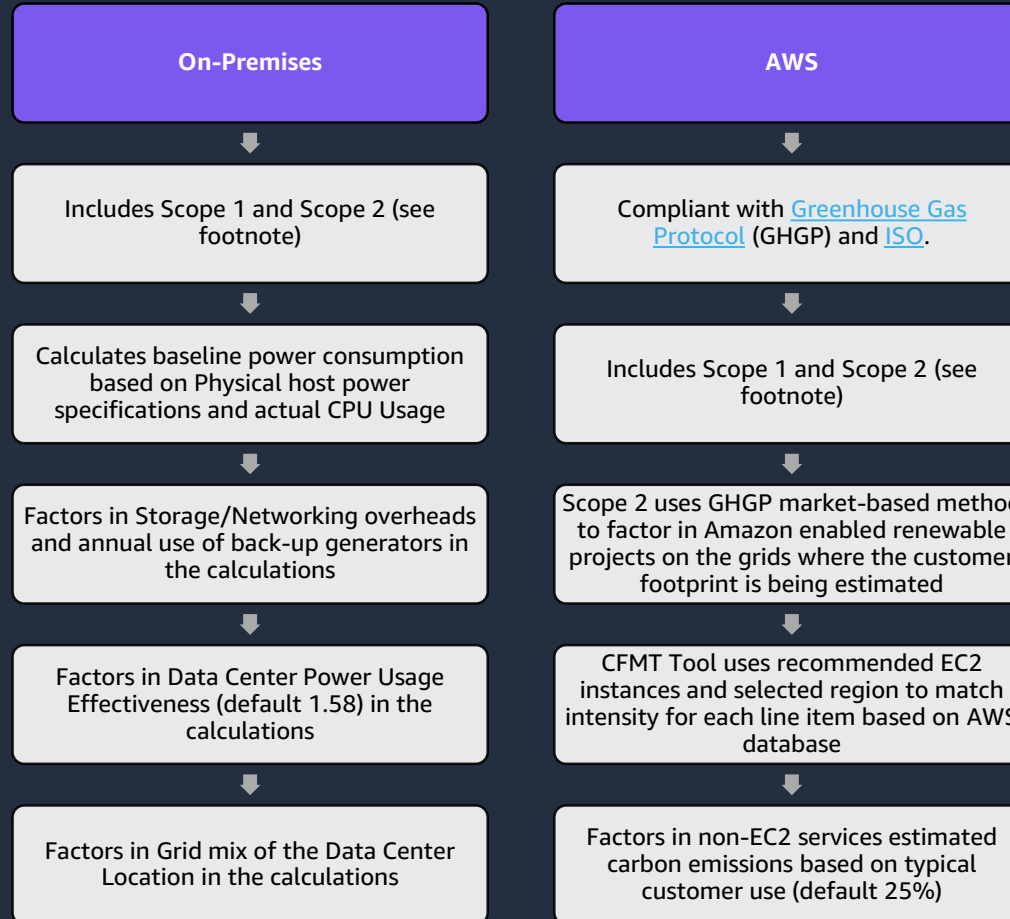 On-Premises
Includes Scope 1 and Scope 2 (see
footnote)
Calculates baseline power consumption
based on Physical host power
specifications and actual CPU Usage
Factors in Storage/Networking overheads
and annual use of back-up generators in
the calculations
Factors in Data Center Power Usage
Effectiveness (default 1.58) in the
calculations
Factors in Grid mix of the Data Center
Location in the calculations
AWS
Compliant with Greenhouse Gas
Protocol (GHGP) and ISO.
Includes Scope 1 and Scope 2 (see
footnote)
Scope 2 uses GHGP market-based method
to factor in Amazon enabled renewable
projects on the grids where the customer
footprint is being estimated
CFMT Tool uses recommended EC2
instances and selected region to match
intensity for each line item based on AWS
database
Factors in non-EC2 services estimated
carbon emissions based on typical
customer use (default 25%)